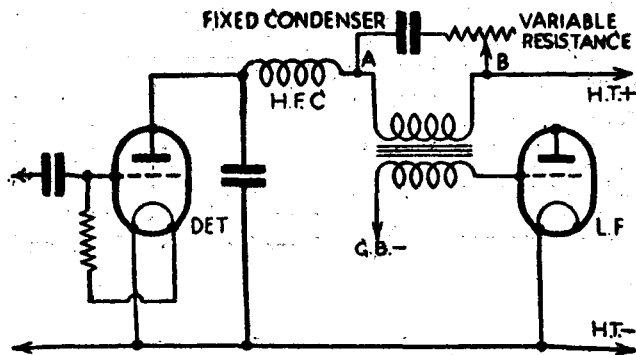 FIXED CONDENSER
VARIABLE
RESISTANCE
A
B
H.F.C
H.T.+
DET
G.B.-
L.F
H.T.-